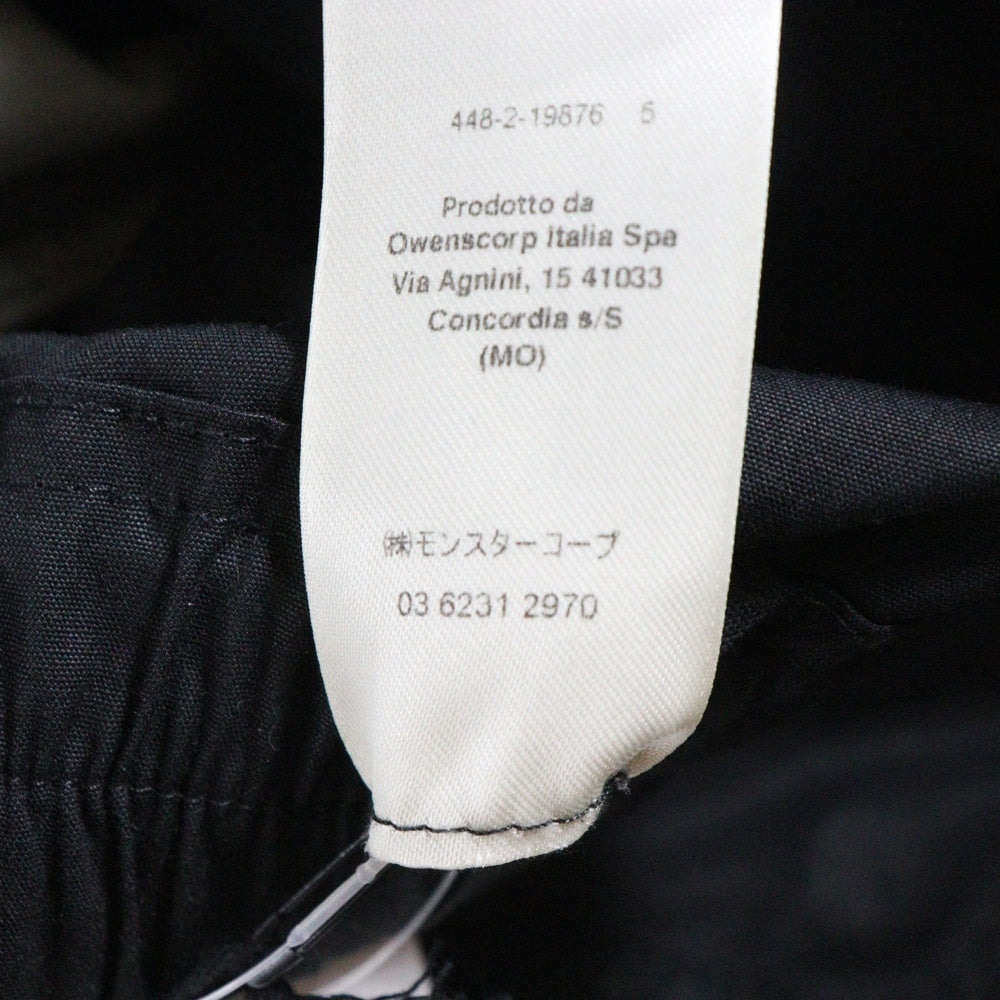 448-2-19876 5
Prodotto da
Owenscorp Italia Spa
Via Agnini, 15 41033
Concordia s/S
(MO)
㈱モンスターコープ
03 6231 2970